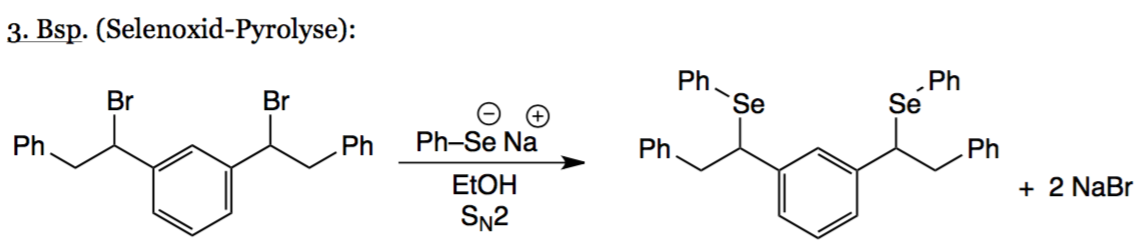 3. Bsp. (Selenoxid-Pyrolyse):
Br Br Ph Ph
Ph–Se Na
⊖ ⊕
EtOH
SN2
Ph Ph
Se Se
Ph Ph
+ 2 NaBr